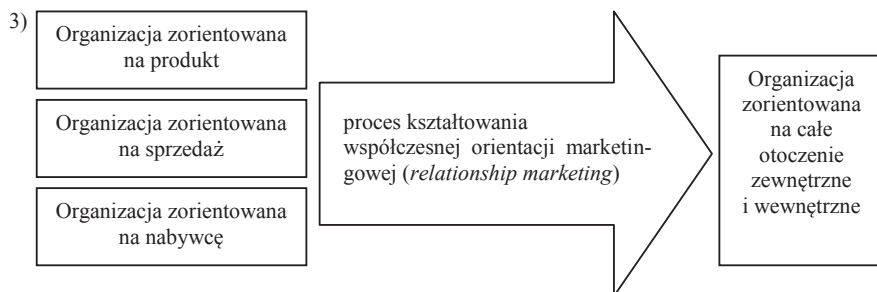 3)
Organizacja zorientowana
na produkt
Organizacja zorientowana
na sprzedaż
Organizacja zorientowana
na nabywcę
proces kształtowania
współczesnej orientacji marketin-
gowej (relationship marketing)
Organizacja
zorientowana
na całe
otoczenie
zewnętrzne
i wewnętrzne